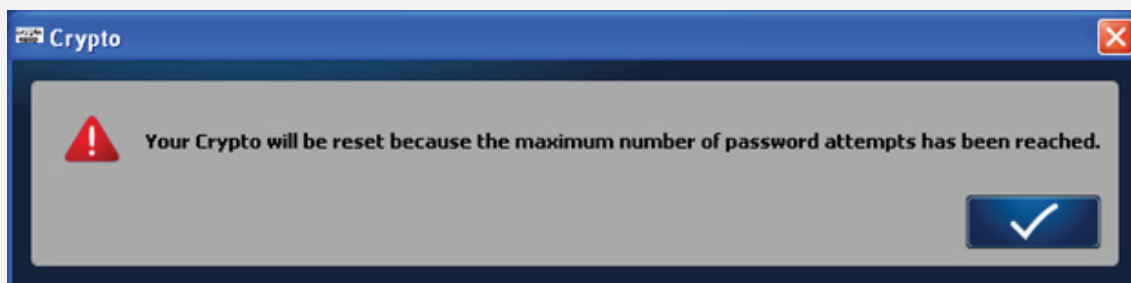 Crypto
Your Crypto will be reset because the maximum number of password attempts has been reached.